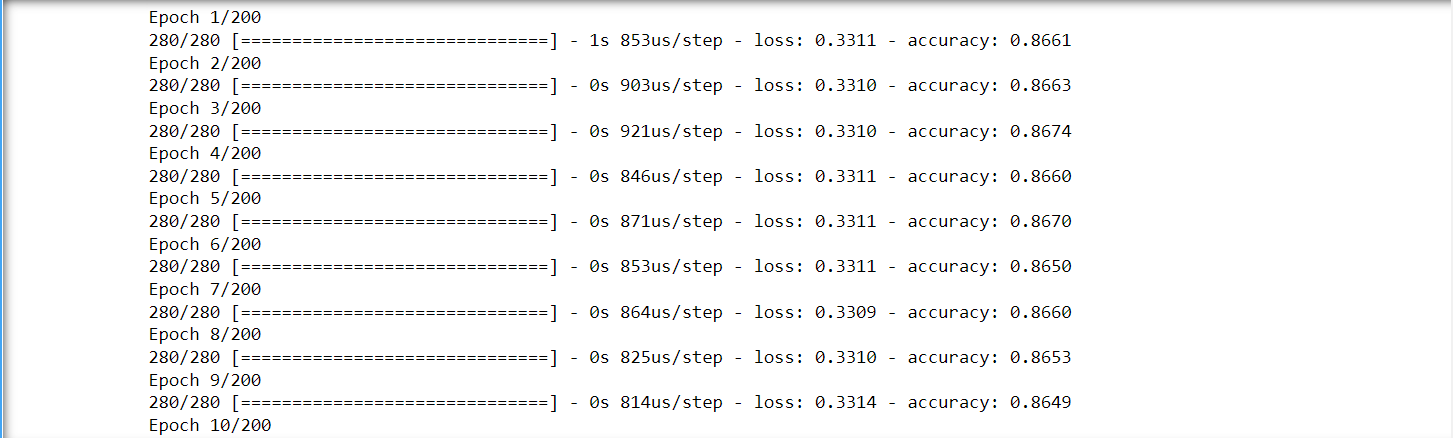 Epoch 1/200
280/280 [==============================] - 1s 853us/step - loss: 0.3311 - accuracy: 0.8661
Epoch 2/200
280/280 [==============================] - 0s 903us/step - loss: 0.3310 - accuracy: 0.8663
Epoch 3/200
280/280 [==============================] - 0s 921us/step - loss: 0.3310 - accuracy: 0.8674
Epoch 4/200
280/280 [==============================] - 0s 846us/step - loss: 0.3311 - accuracy: 0.8660
Epoch 5/200
280/280 [==============================] - 0s 871us/step - loss: 0.3311 - accuracy: 0.8670
Epoch 6/200
280/280 [==============================] - 0s 853us/step - loss: 0.3311 - accuracy: 0.8650
Epoch 7/200
280/280 [==============================] - 0s 864us/step - loss: 0.3309 - accuracy: 0.8660
Epoch 8/200
280/280 [==============================] - 0s 825us/step - loss: 0.3310 - accuracy: 0.8653
Epoch 9/200
280/280 [==============================] - 0s 814us/step - loss: 0.3314 - accuracy: 0.8649
Epoch 10/200